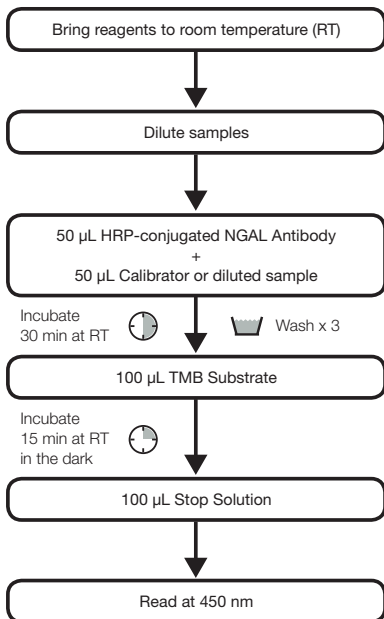 Bring reagents to room temperature (RT)
Dilute samples
50 µL HRP-conjugated NGAL Antibody
+
50 µL Calibrator or diluted sample
Incubate
30 min at RT
Wash x 3
100 µL TMB Substrate
Incubate
15 min at RT
in the dark
100 µL Stop Solution
Read at 450 nm